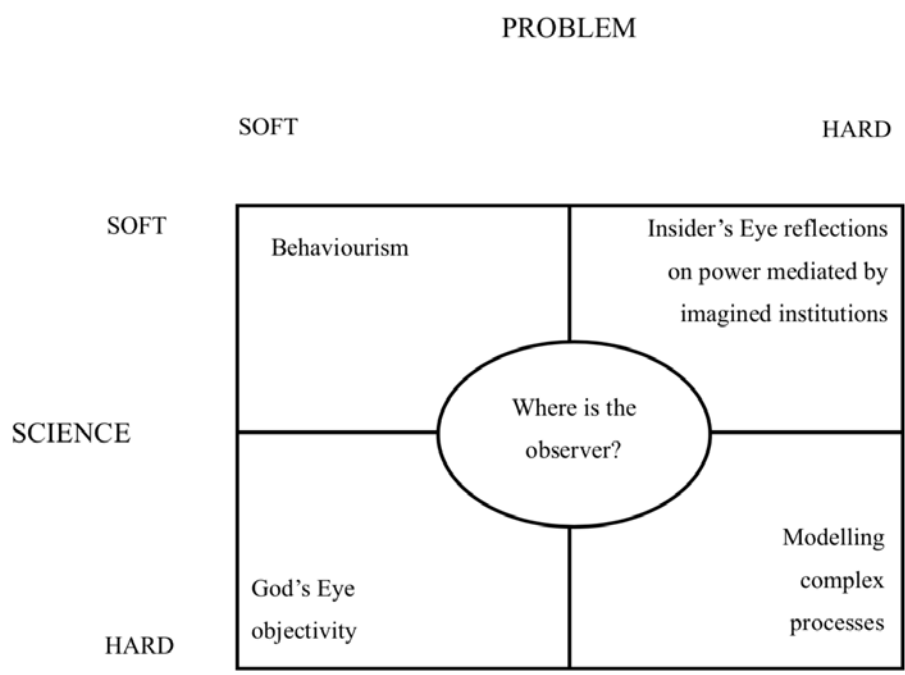 PROBLEM
SOFT
HARD
SOFT
Behaviourism
Insider’s Eye reflections
on power mediated by
imagined institutions
SCIENCE
Where is the
observer?
God’s Eye
objectivity
Modelling
complex
processes
HARD